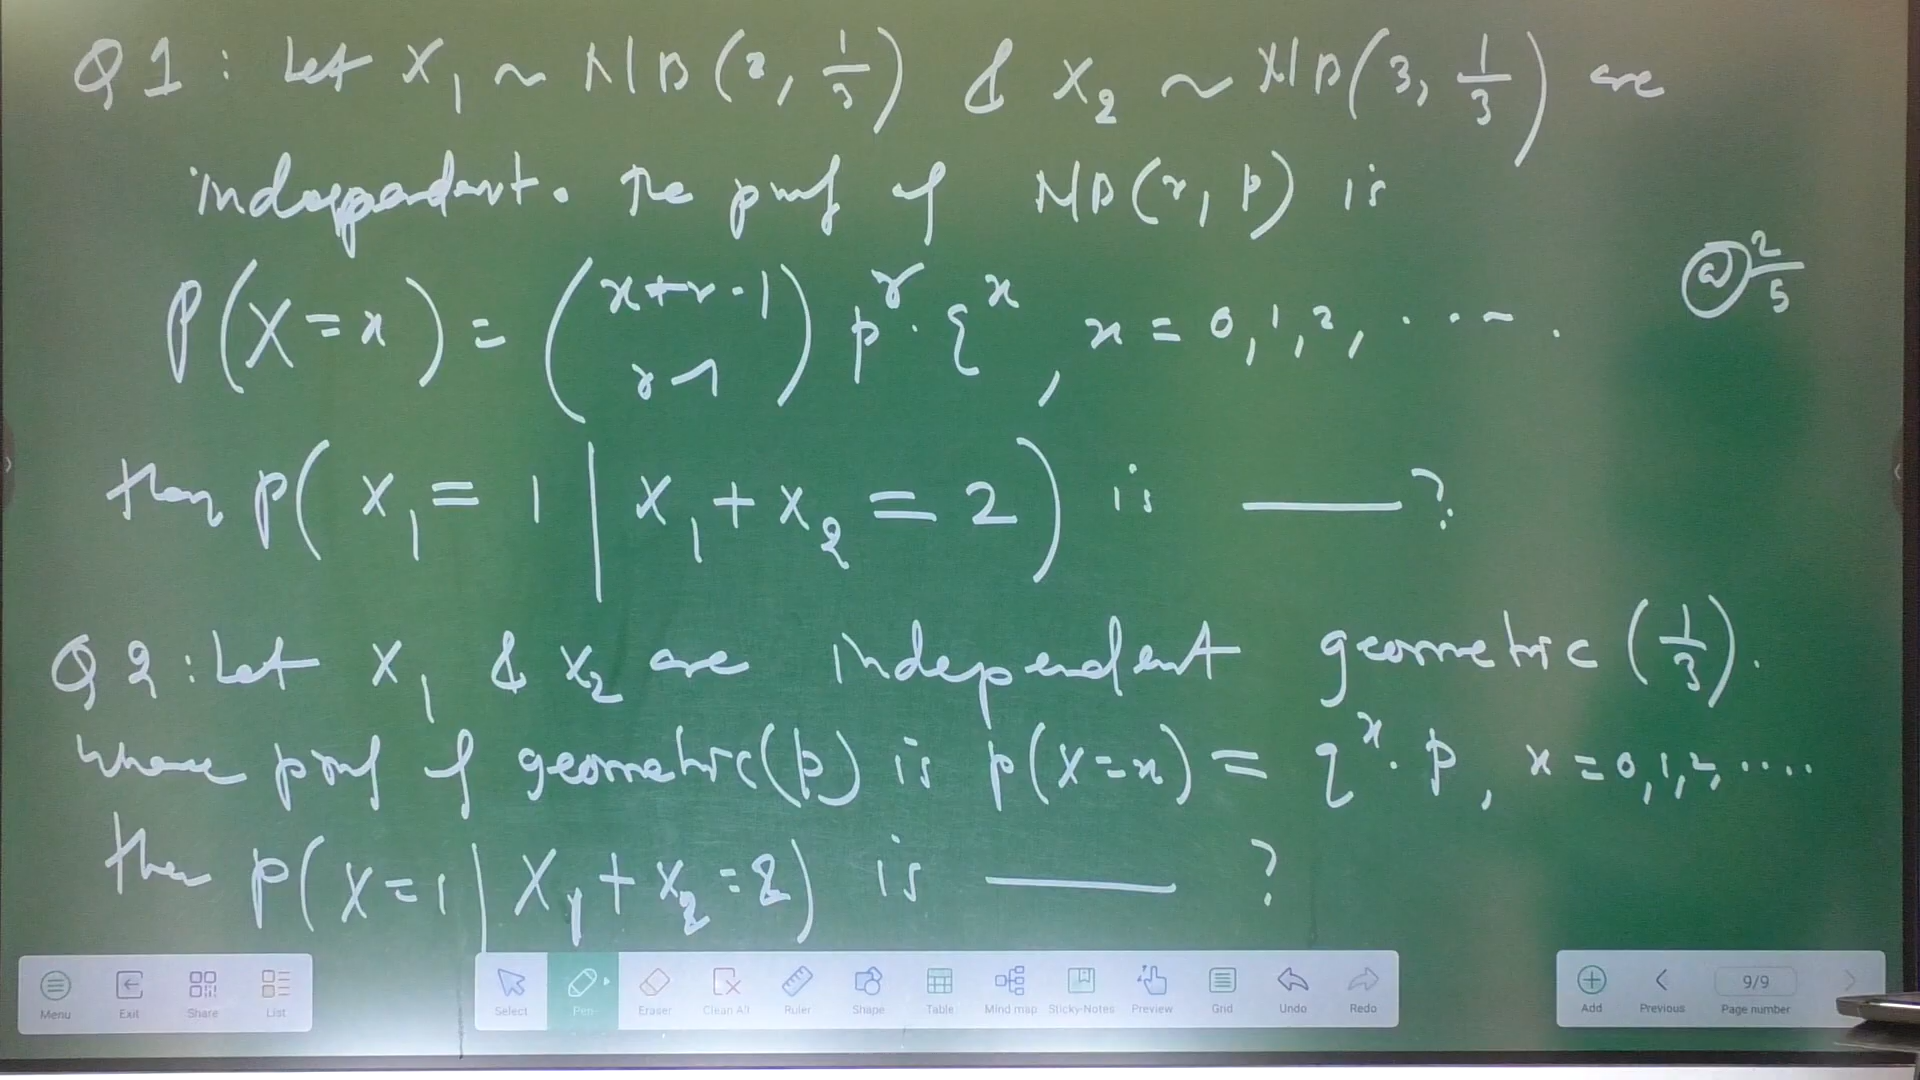 Q1: Let X₁ ~ NB(2, 1/3) & X₂ ~ NB(3, 1/3) are
independent. The pmf of NB(r, p) is
P(X=x) = (x+r-1 r-1) p^r. q^x, x = 0,1,2, .....
ⓐ 2/5
then P(X₁ = 1 | X₁ + X₂ = 2) is ___?
Q2: Let X₁ & X₂ are independent geometric (1/3).
where pmf of geometric(p) is p(X=x) = q^x. p, x = 0,1,2,....
then P(X=1 | X₁+X₂=2) is ___ ?
Menu Exit Share List Select Pen Eraser Clean All Ruler Shape Table Mind map Sticky-Notes Preview Grid Undo Redo Add Previous 9/9 Page number